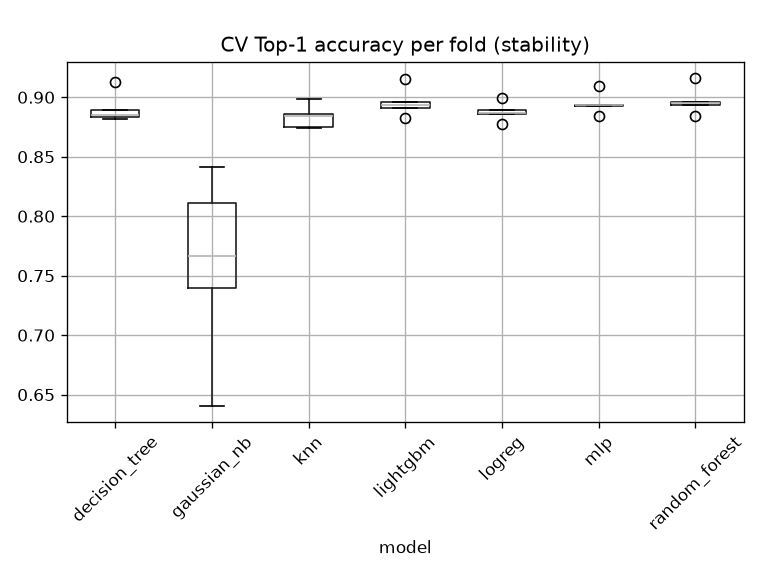 CV Top-1 accuracy per fold (stability)
0.90
0.85
0.80
0.75
0.70
0.65
decision_tree
gaussian_nb
knn
lightgbm
logreg
mlp
random_forest
model